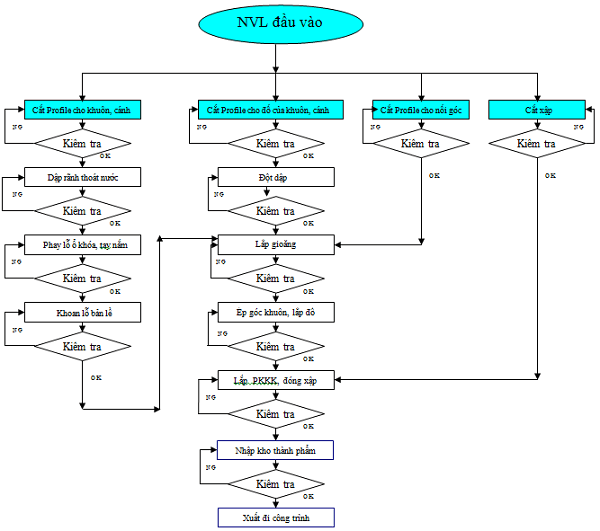 NVL đầu vào
Cắt Profile cho khuôn, cánh
Cắt Profile cho đố của khuôn, cánh
Cắt Profile cho nối góc
Cắt xập
NG
NG
NG
NG
Kiểm tra
Kiểm tra
Kiểm tra
Kiểm tra
OK
OK
OK
OK
Dập rãnh thoát nước
Đột dập
NG
NG
Kiểm tra
Kiểm tra
OK
OK
Phay lỗ ổ khóa, tay nắm
Lắp gioăng
NG
NG
Kiểm tra
Kiểm tra
OK
OK
Khoan lỗ bản lề
Ep góc khuôn, lắp đố
NG
NG
Kiểm tra
Kiểm tra
OK
OK
Lắp PKKK, đóng xập
NG
Kiểm tra
OK
Nhập kho thành phẩm
NG
Kiểm tra
OK
Xuất đi công trình